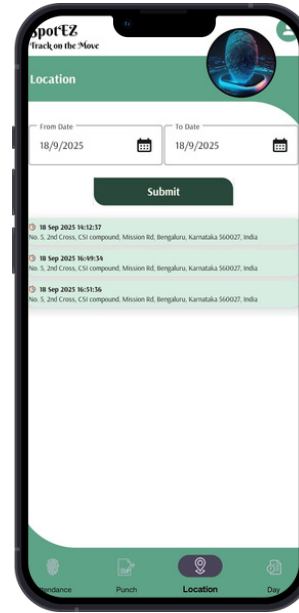 SpotEZ
Track on the Move
Location
From Date
18/9/2025
To Date
18/9/2025
Submit
18 Sep 2025 14:12:37
No. 5, 2nd Cross, CSI compound, Mission Rd, Bengaluru, Karnataka 560027, India
18 Sep 2025 16:49:34
No. 5, 2nd Cross, CSI compound, Mission Rd, Bengaluru, Karnataka 560027, India
18 Sep 2025 16:51:36
No. 5, 2nd Cross, CSI compound, Mission Rd, Bengaluru, Karnataka 560027, India
tendance
Punch
Location
Day